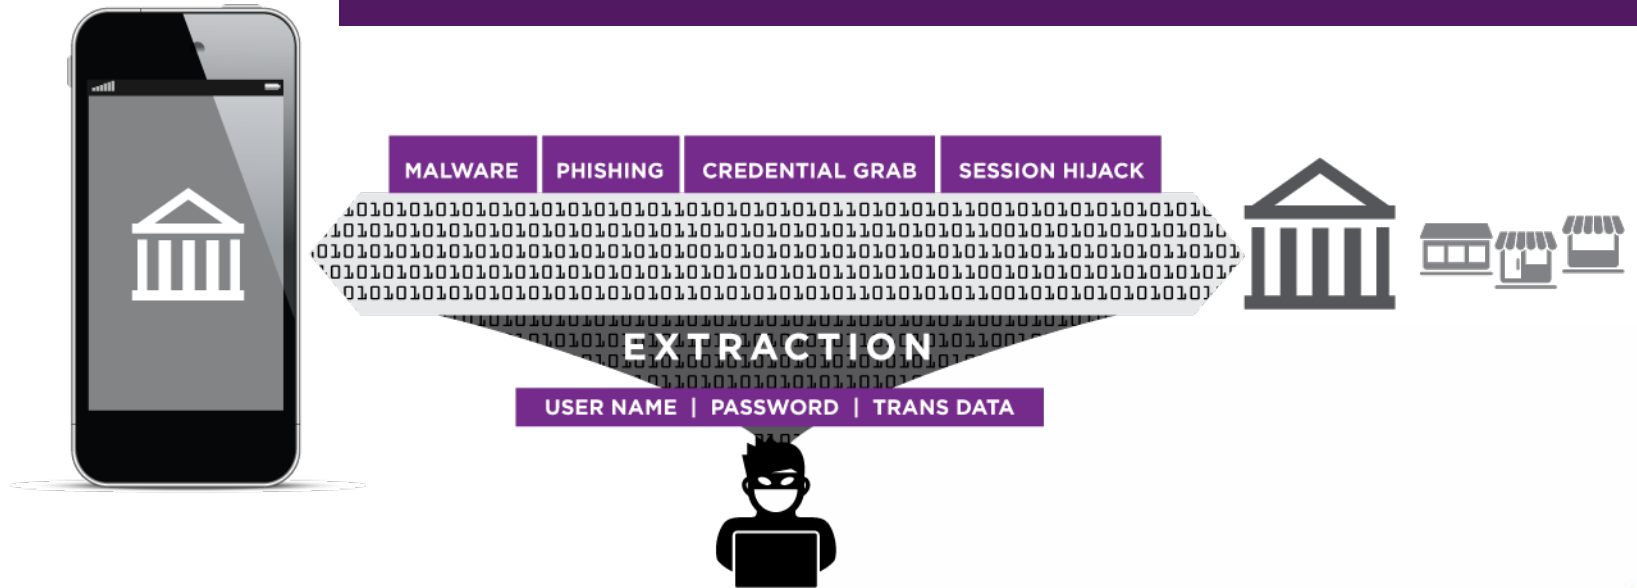 MALWARE
PHISHING
CREDENTIAL GRAB
SESSION HIJACK
EXTRACTION
USER NAME | PASSWORD | TRANS DATA